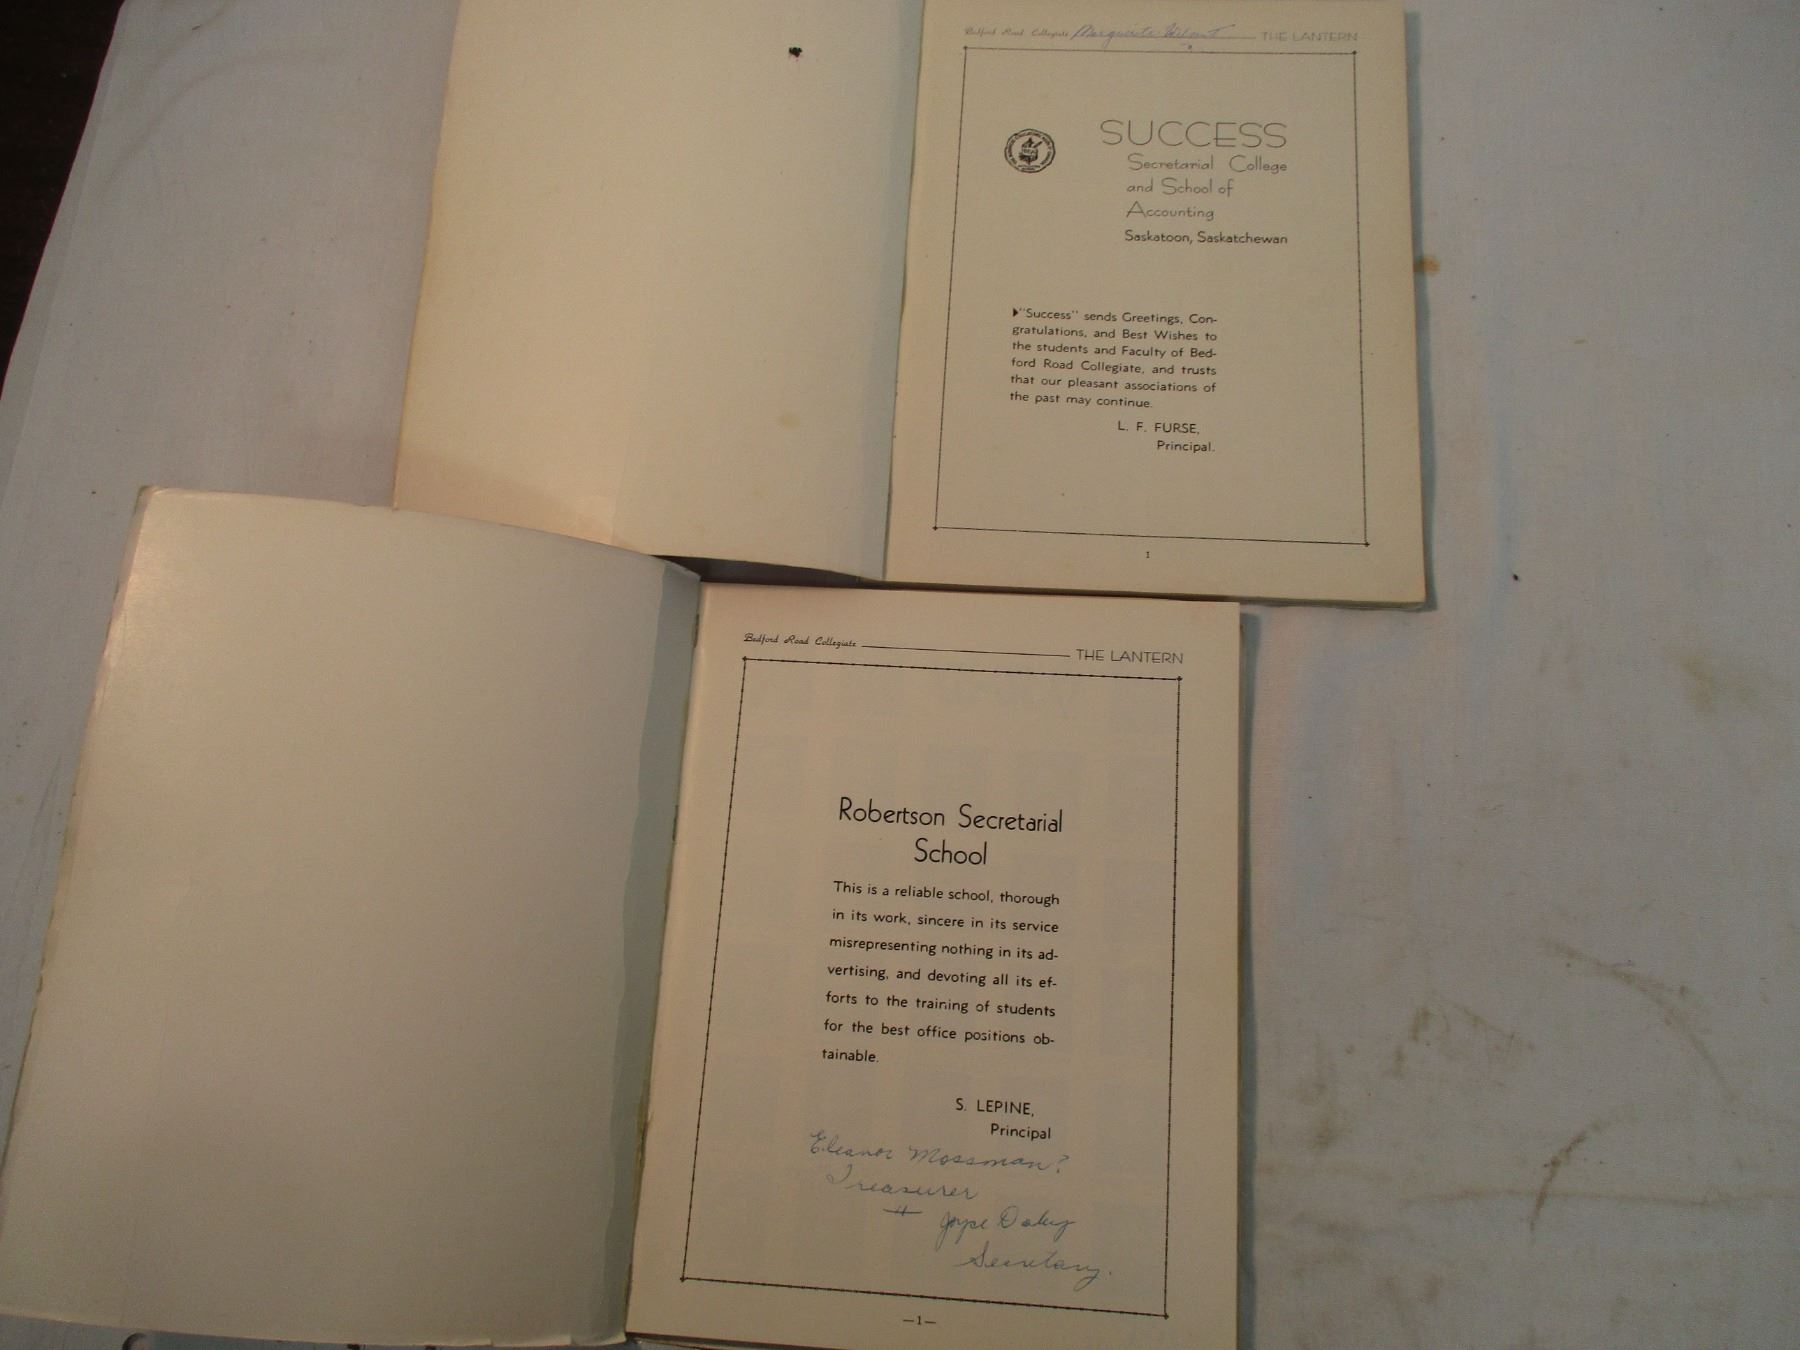 Bedford Road Collegiate Marguerite THE LANTERN
SUCCESS
Secretarial College
and School of
Accounting
Saskatoon, Saskatchewan
"Success" sends Greetings, Con-
gratulations, and Best Wishes to
the students and Faculty of Bed-
ford Road Collegiate, and trusts
that our pleasant associations of
the past may continue.
L. F. FURSE,
Principal.
1
Bedford Road Collegiate THE LANTERN
Robertson Secretarial
School
This is a reliable school, thorough
in its work, sincere in its service
misrepresenting nothing in its ad-
vertising, and devoting all its ef-
forts to the training of students
for the best office positions ob-
tainable.
S. LEPINE,
Principal
Eleanor Mossman?
Treasurer
Secretary.
—1—